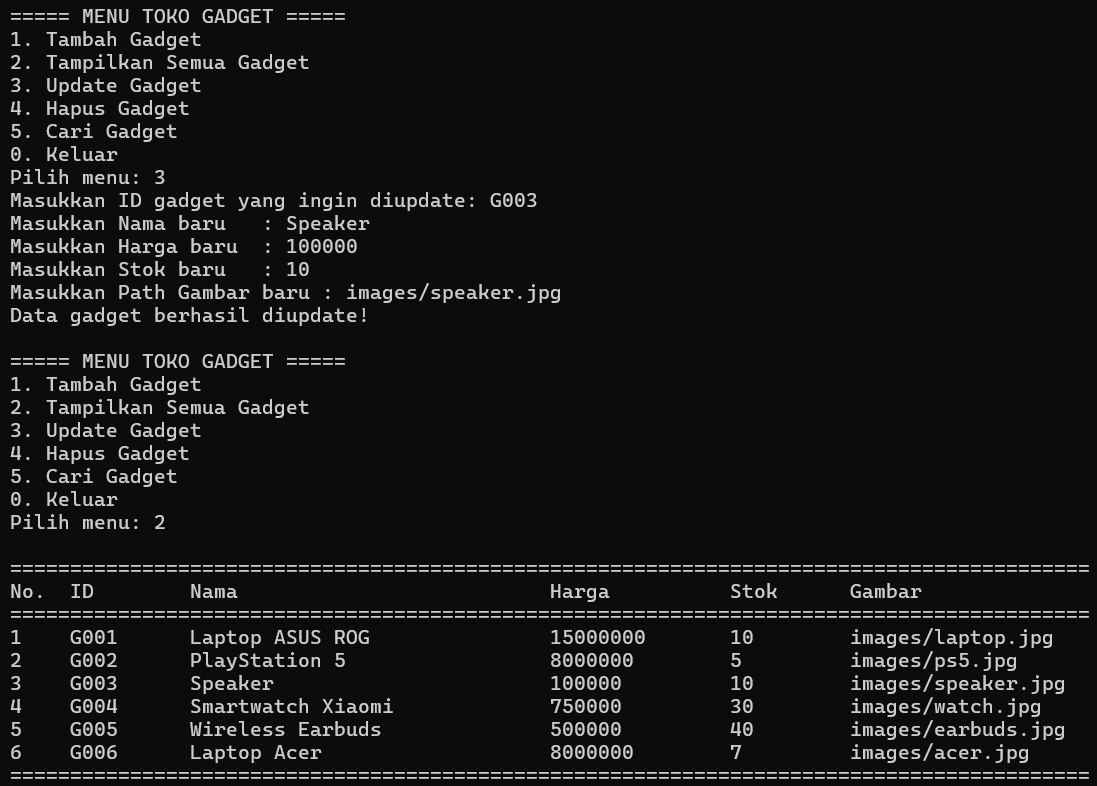 ===== MENU TOKO GADGET =====
1. Tambah Gadget
2. Tampilkan Semua Gadget
3. Update Gadget
4. Hapus Gadget
5. Cari Gadget
0. Keluar
Pilih menu: 3
Masukkan ID gadget yang ingin diupdate: G003
Masukkan Nama baru   : Speaker
Masukkan Harga baru  : 100000
Masukkan Stok baru   : 10
Masukkan Path Gambar baru : images/speaker.jpg
Data gadget berhasil diupdate!

===== MENU TOKO GADGET =====
1. Tambah Gadget
2. Tampilkan Semua Gadget
3. Update Gadget
4. Hapus Gadget
5. Cari Gadget
0. Keluar
Pilih menu: 2

==========================================================================================
No.  ID        Nama                          Harga          Stok      Gambar
==========================================================================================
1    G001      Laptop ASUS ROG               15000000       10        images/laptop.jpg
2    G002      PlayStation 5                 8000000        5         images/ps5.jpg
3    G003      Speaker                       100000         10        images/speaker.jpg
4    G004      Smartwatch Xiaomi             750000         30        images/watch.jpg
5    G005      Wireless Earbuds              500000         40        images/earbuds.jpg
6    G006      Laptop Acer                   8000000        7         images/acer.jpg
==========================================================================================